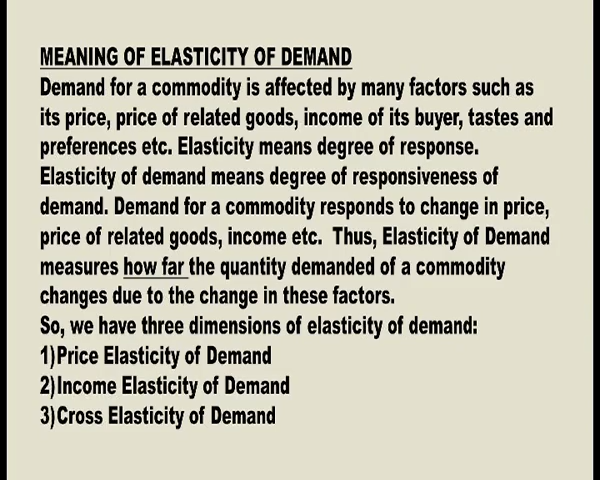 MEANING OF ELASTICITY OF DEMAND
Demand for a commodity is affected by many factors such as
its price, price of related goods, income of its buyer, tastes and
preferences etc. Elasticity means degree of response.
Elasticity of demand means degree of responsiveness of
demand. Demand for a commodity responds to change in price,
price of related goods, income etc. Thus, Elasticity of Demand
measures how far the quantity demanded of a commodity
changes due to the change in these factors.
So, we have three dimensions of elasticity of demand:
1)Price Elasticity of Demand
2)Income Elasticity of Demand
3)Cross Elasticity of Demand